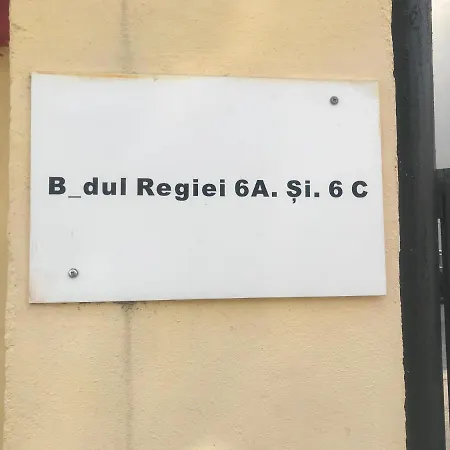 B_dul Regiei 6A. Și. 6 C